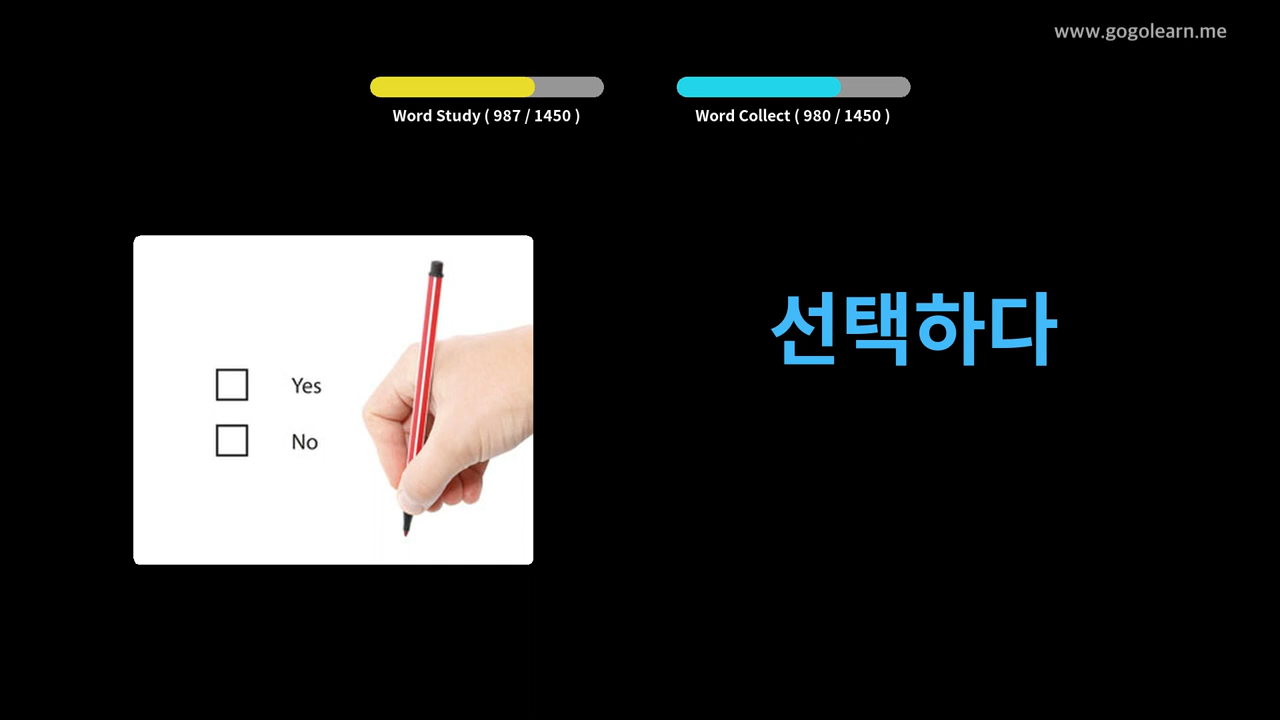 www.gogolearn.me
Word Study ( 987 / 1450 )
Word Collect ( 980 / 1450 )
Yes
No
선택하다